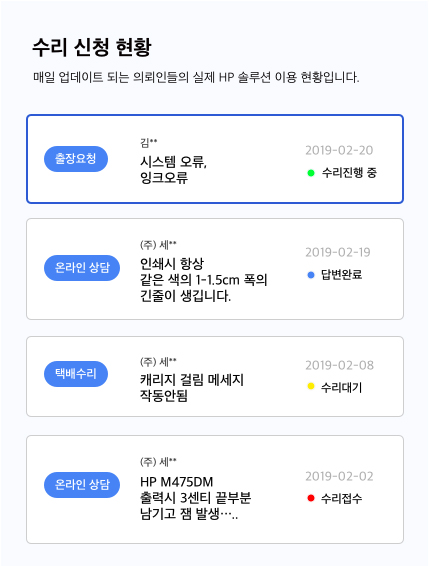 수리 신청 현황
매일 업데이트 되는 의뢰인들의 실제 HP 솔루션 이용 현황입니다.
출장요청
김**
시스템 오류,
잉크오류
2019-02-20
수리진행 중
온라인 상담
(주) 세**
인쇄시 항상
같은 색의 1-1.5cm 폭의
긴줄이 생깁니다.
2019-02-19
답변완료
택배수리
(주) 세**
캐리지 걸림 메세지
작동안됨
2019-02-08
수리대기
온라인 상담
(주) 세**
HP M475DM
출력시 3센티 끝부분
남기고 잼 발생…..
2019-02-02
수리접수